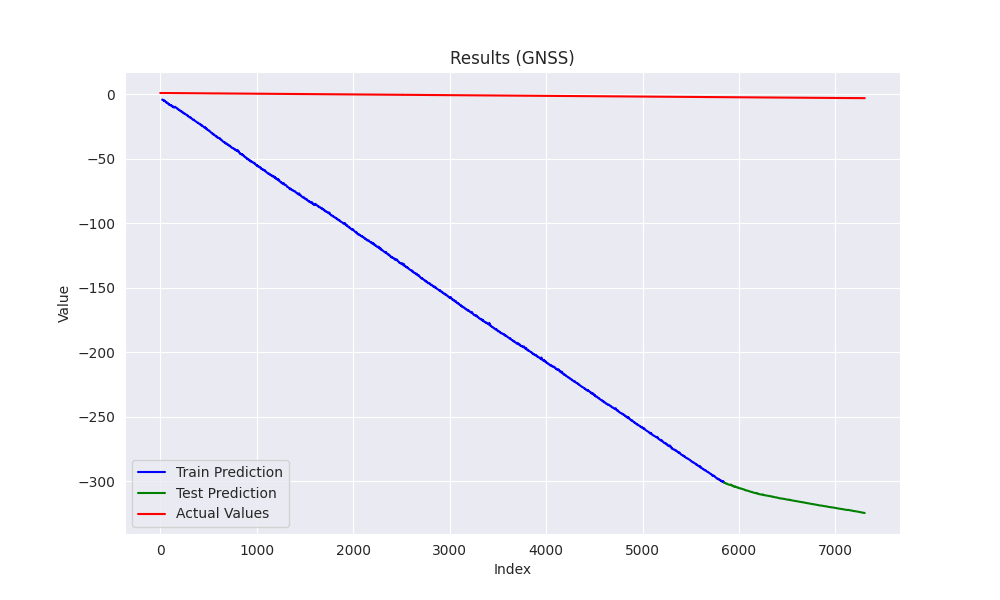 Results (GNSS)
0
−50
−100
−150
−200
−250
−300
Value
Train Prediction
Test Prediction
Actual Values
0 1000 2000 3000 4000 5000 6000 7000
Index